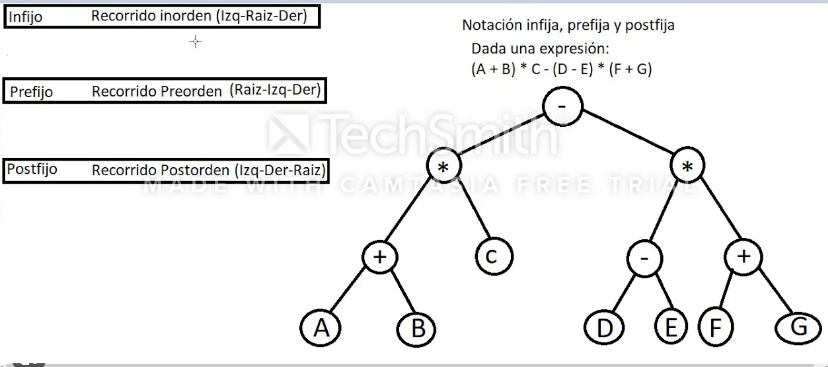 Infijo Recorrido inorden (Izq-Raiz-Der)
Prefijo Recorrido Preorden (Raiz-Izq-Der)
Postfijo Recorrido Postorden (Izq-Der-Raiz)
Notación infija, prefija y postfija
Dada una expresión:
(A + B) * C - (D - E) * (F + G)
TechSmith
MADE WITH CAMTASIA FREE TRIAL
-
* *
+ C - +
A B D E F G